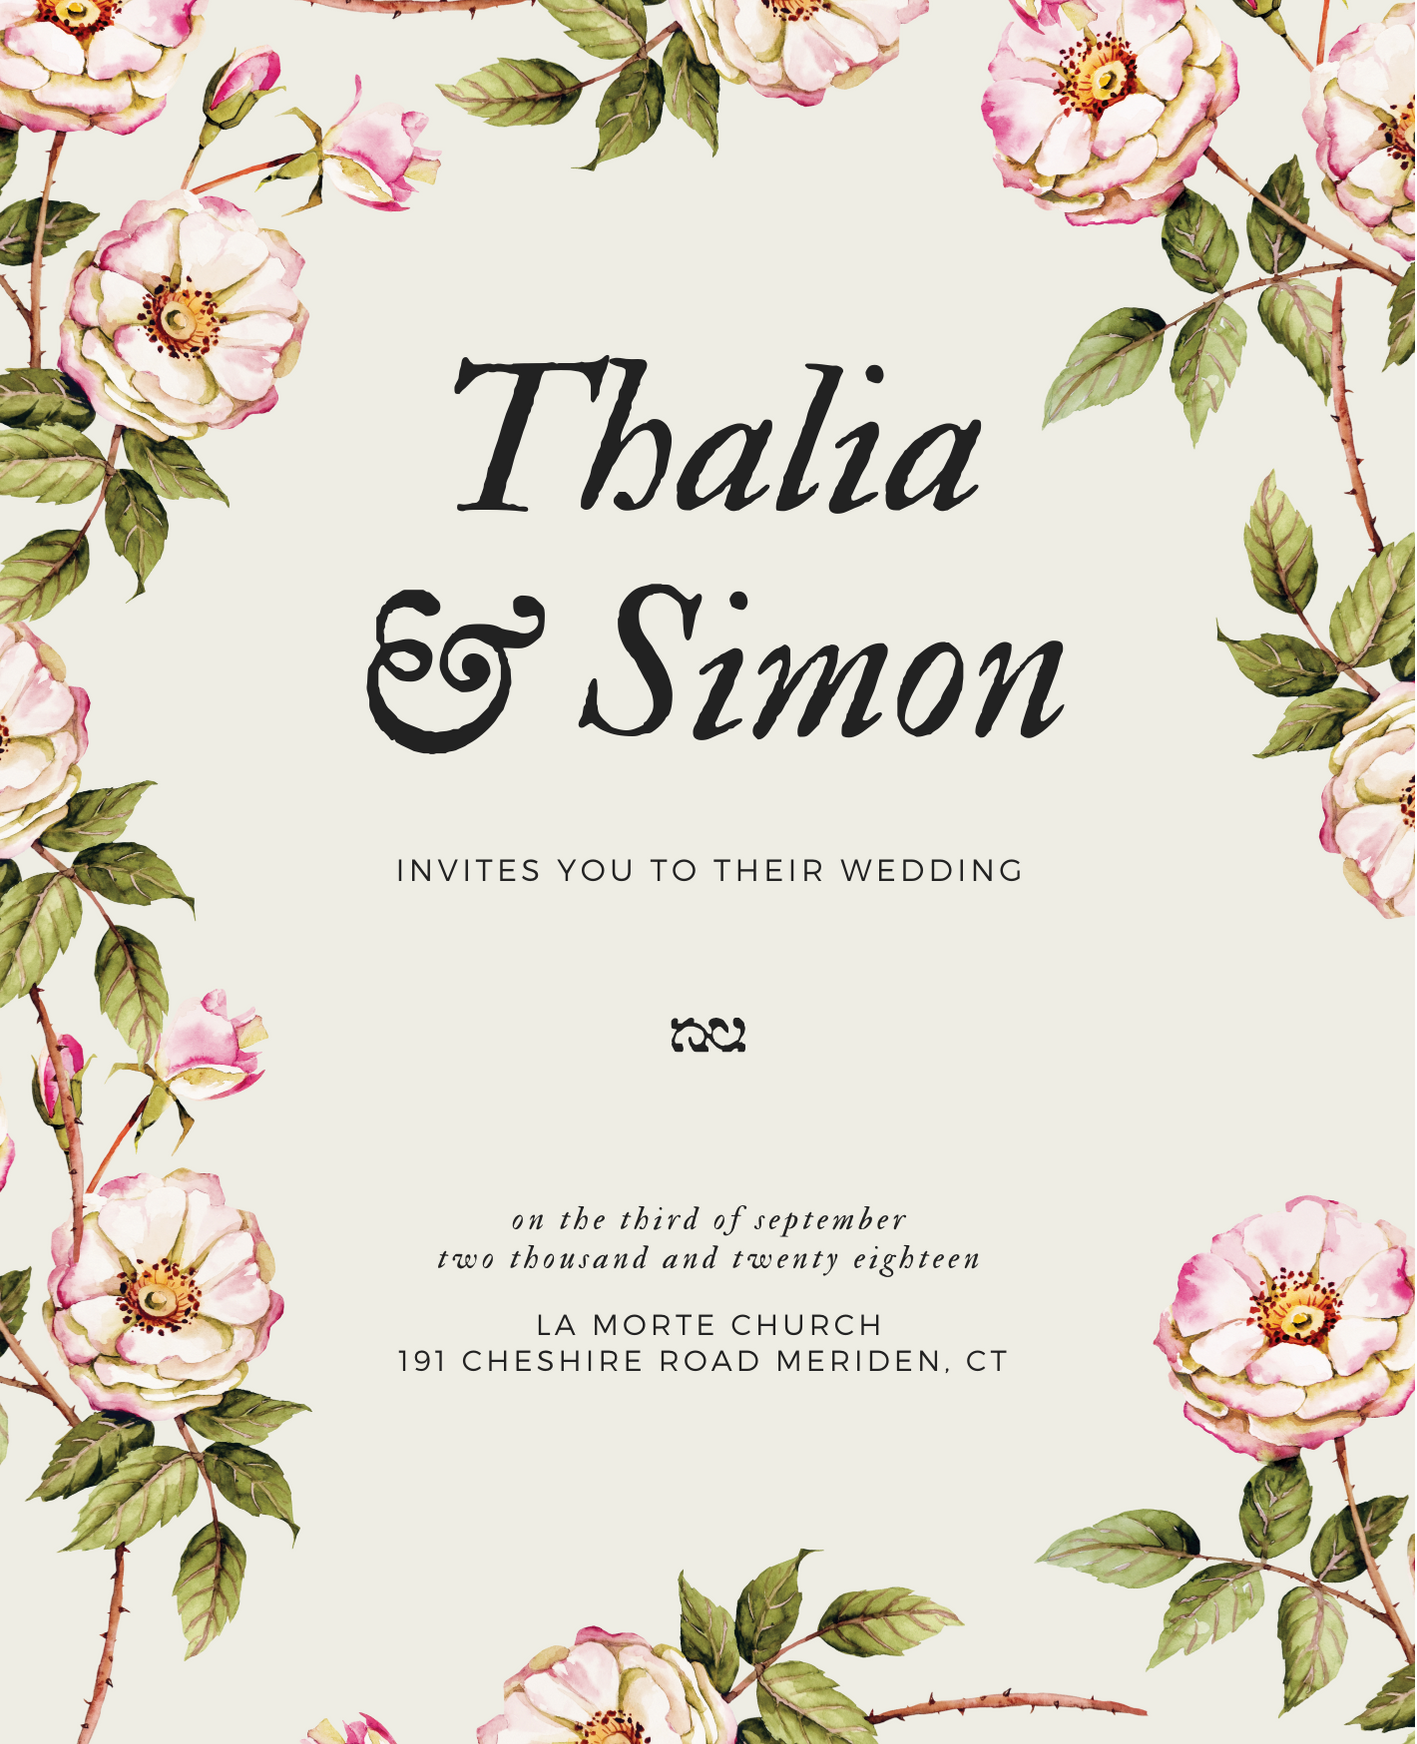 Thalia
& Simon
INVITES YOU TO THEIR WEDDING
on the third of september
two thousand and twenty eighteen
LA MORTE CHURCH
191 CHESHIRE ROAD MERIDEN, CT